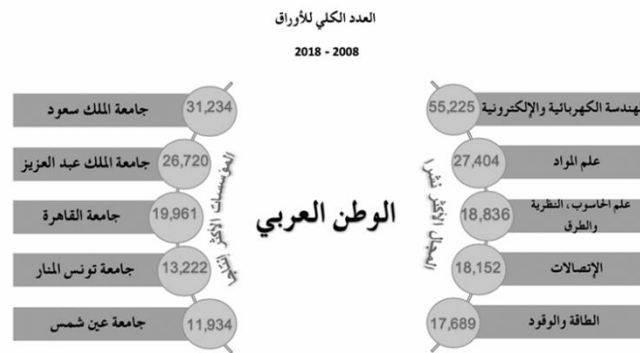 العدد الكلي للأوراق
2008 - 2018
لهندسة الكهربائية والإلكترونية
55,225
علم المواد
27,404
علم الحاسوب، النظرية
والطرق
18,836
الإتصالات
18,152
الطاقة والوقود
17,689
المجال الأكثر نشرا
الوطن العربي
المؤسسات الأكثر
31,234
جامعة الملك سعود
26,720
جامعة الملك عبد العزيز
19,961
جامعة القاهرة
13,222
جامعة تونس المنار
11,934
جامعة عين شمس